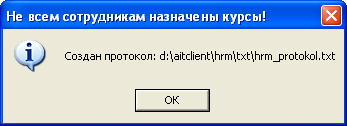 Не всем сотрудникам назначены курсы!
Создан протокол: d:\aitclient\hrm\txt\hrm_protokol.txt
OK